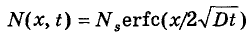 N(x, t) = N_s erfc(x/2√Dt)